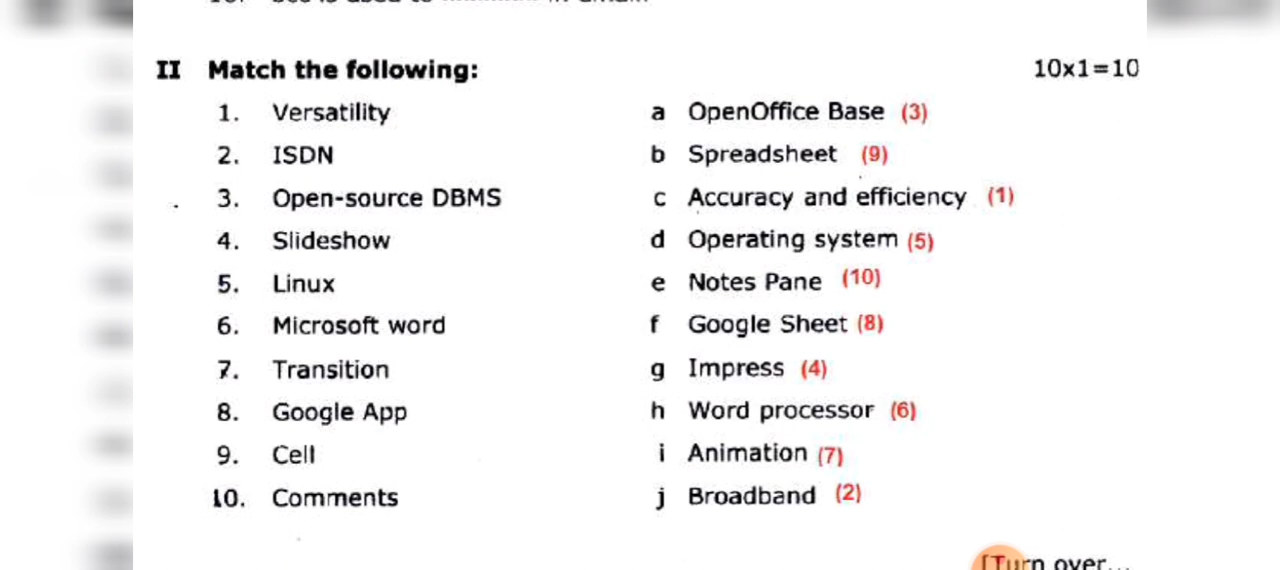 II Match the following: 10x1=10
1. Versatility a OpenOffice Base (3)
2. ISDN b Spreadsheet (9)
3. Open-source DBMS c Accuracy and efficiency (1)
4. Slideshow d Operating system (5)
5. Linux e Notes Pane (10)
6. Microsoft word f Google Sheet (8)
7. Transition g Impress (4)
8. Google App h Word processor (6)
9. Cell i Animation (7)
10. Comments j Broadband (2)
[Turn over...